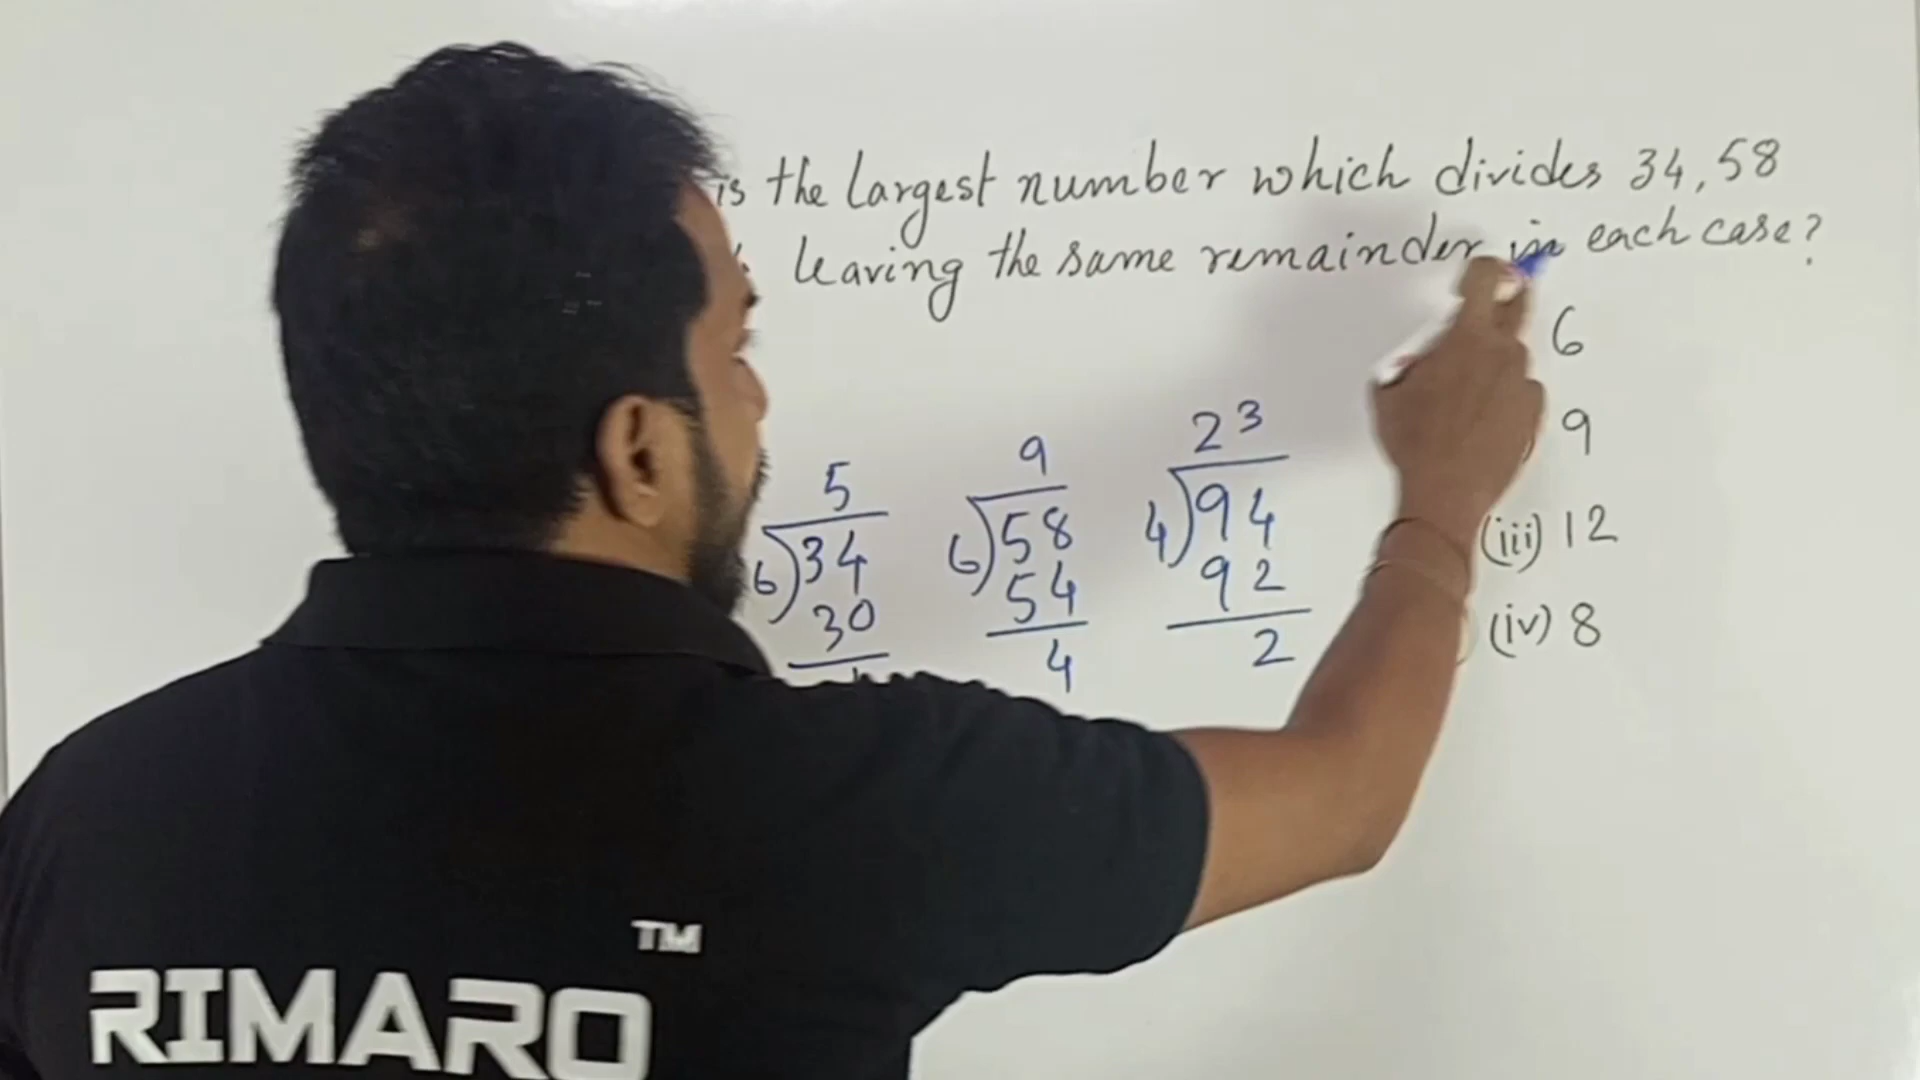 is the largest number which divides 34, 58
leaving the same remainder in each case?
6
9
(iii) 12
(iv) 8
5
6)34
30
9
6)58
54
4
23
4)94
92
2
TM
RIMARO